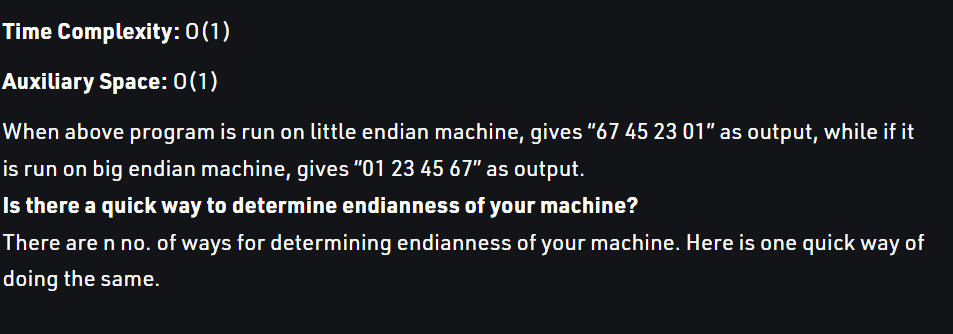 Time Complexity: O(1)
Auxiliary Space: O(1)
When above program is run on little endian machine, gives “67 45 23 01” as output, while if it
is run on big endian machine, gives “01 23 45 67” as output.
Is there a quick way to determine endianness of your machine?
There are n no. of ways for determining endianness of your machine. Here is one quick way of
doing the same.